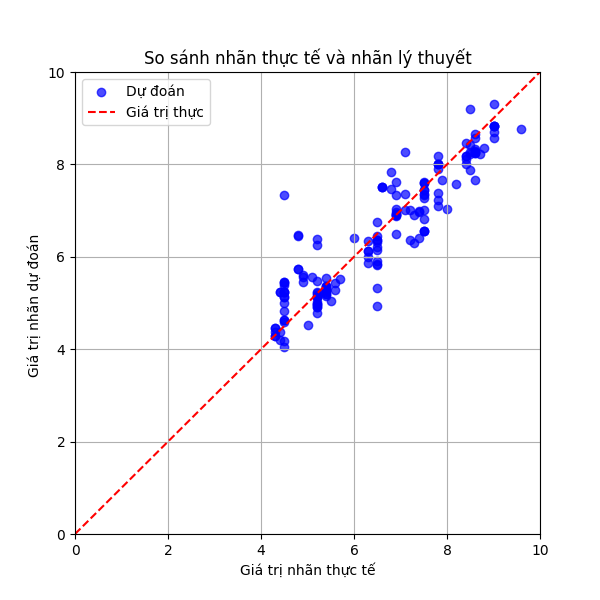 So sánh nhãn thực tế và nhãn lý thuyết
Dự đoán
Giá trị thực
10
8
6
4
2
0
Giá trị nhãn dự đoán
0 2 4 6 8 10
Giá trị nhãn thực tế